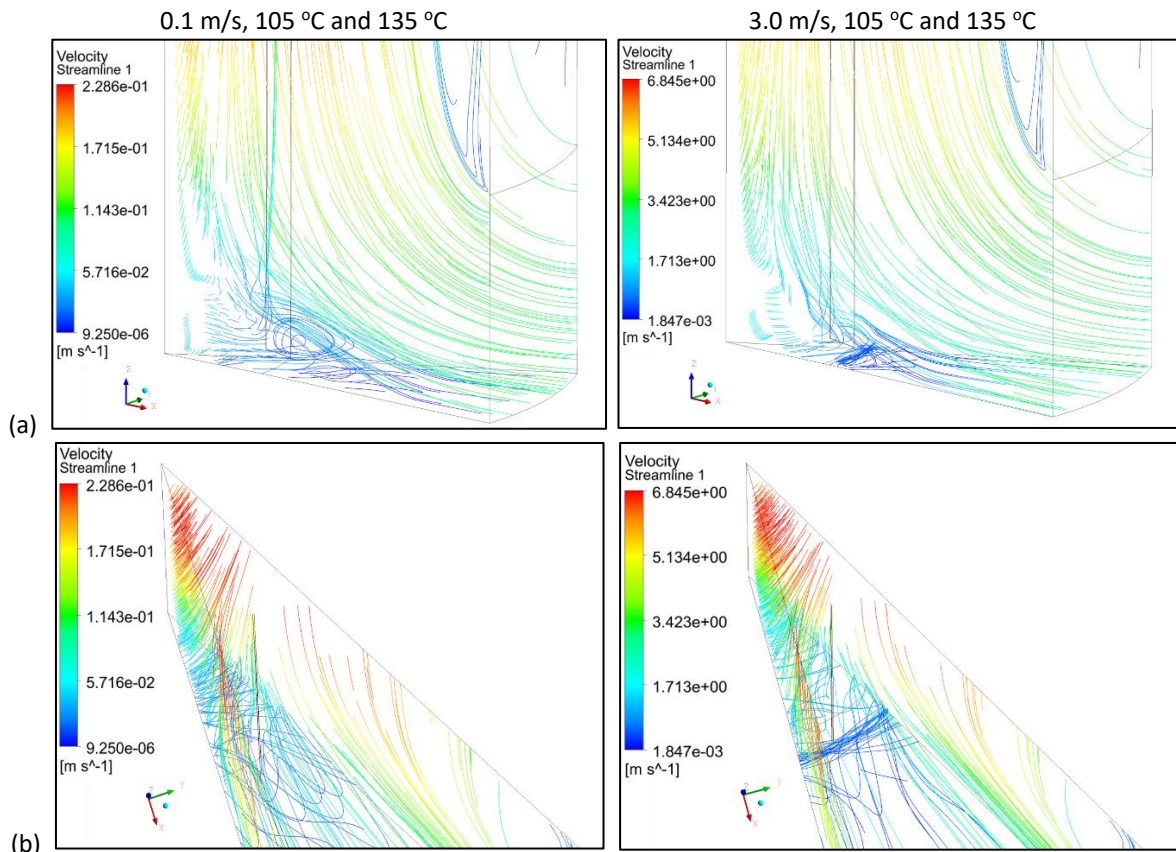 0.1 m/s, 105 °C and 135 °C
3.0 m/s, 105 °C and 135 °C
Velocity
Streamline 1
2.286e-01
1.715e-01
1.143e-01
5.716e-02
9.250e-06
[m s^-1]
Z
X
Velocity
Streamline 1
6.845e+00
5.134e+00
3.423e+00
1.713e+00
1.847e-03
[m s^-1]
Z
X
(a)
Velocity
Streamline 1
2.286e-01
1.715e-01
1.143e-01
5.716e-02
9.250e-06
[m s^-1]
Z
Y
X
Velocity
Streamline 1
6.845e+00
5.134e+00
3.423e+00
1.713e+00
1.847e-03
[m s^-1]
Z
Y
X
(b)